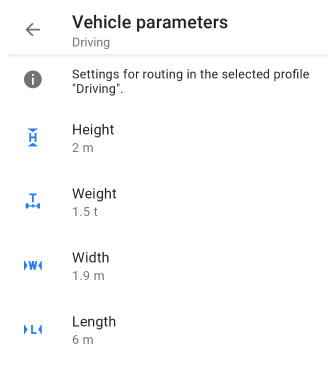 Vehicle parameters
Driving
Settings for routing in the selected profile
"Driving".
H
Height
2 m
T
Weight
1.5 t
W
Width
1.9 m
L
Length
6 m